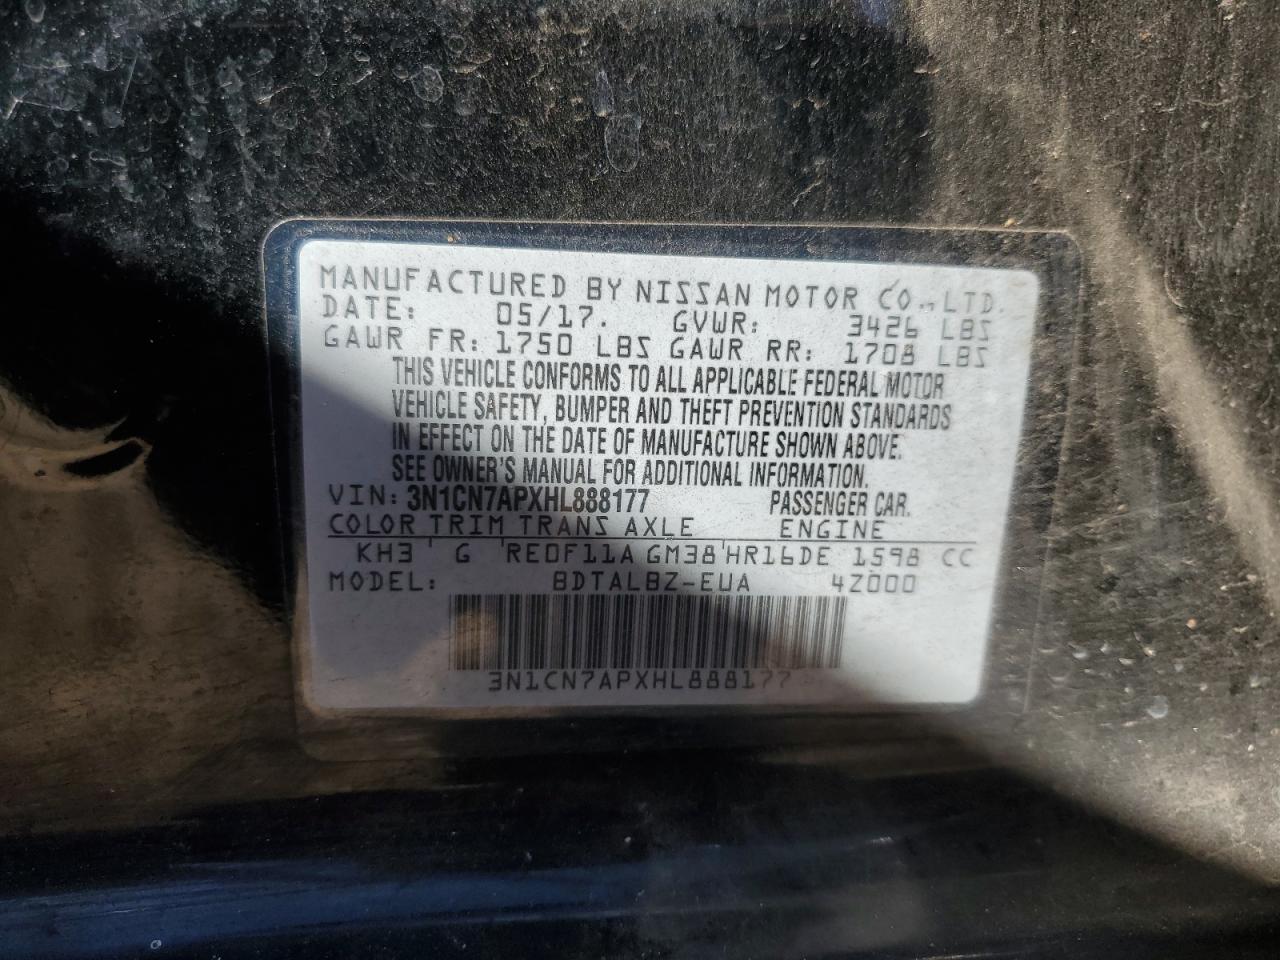 MANUFACTURED BY NISSAN MOTOR CO., LTD.
DATE: 05/17. GVWR: 3426 LBS
GAWR FR: 1750 LBS GAWR RR: 1708 LBS
THIS VEHICLE CONFORMS TO ALL APPLICABLE FEDERAL MOTOR
VEHICLE SAFETY, BUMPER AND THEFT PREVENTION STANDARDS
IN EFFECT ON THE DATE OF MANUFACTURE SHOWN ABOVE.
SEE OWNER'S MANUAL FOR ADDITIONAL INFORMATION.
VIN: 3N1CN7APXHL888177 PASSENGER CAR.
COLOR TRIM TRANS AXLE ENGINE
KH3 G RE0F11A GM38 HR16DE 1598 CC
MODEL: BDTALBZ-EUA 4Z000
3N1CN7APXHL888177